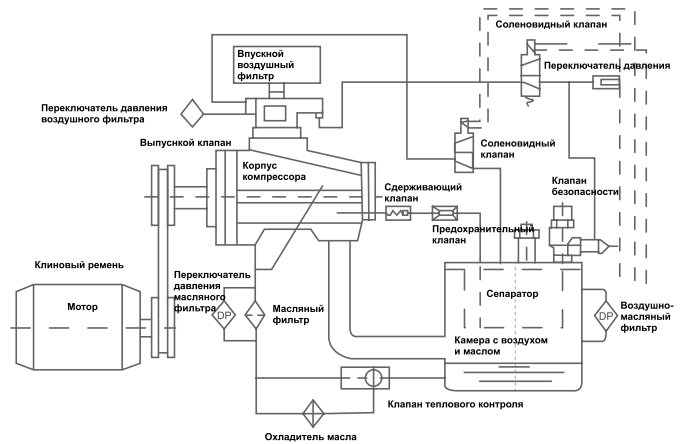 Соленовидный клапан
Впускной
воздушный
фильтр
Переключатель давления
Переключатель давления
воздушного фильтра
Выпускной клапан
Соленовидный
клапан
Корпус
компрессора
Сдерживающий
клапан
Клапан
безопасности
Предохранительный
клапан
Клиновый ремень
Переключатель
давления
масляного
фильтра
Мотор
DP
Масляный
фильтр
Сепаратор
DP
Воздушно-
масляный
фильтр
Камера с воздухом
и маслом
Клапан теплового контроля
Охладитель масла